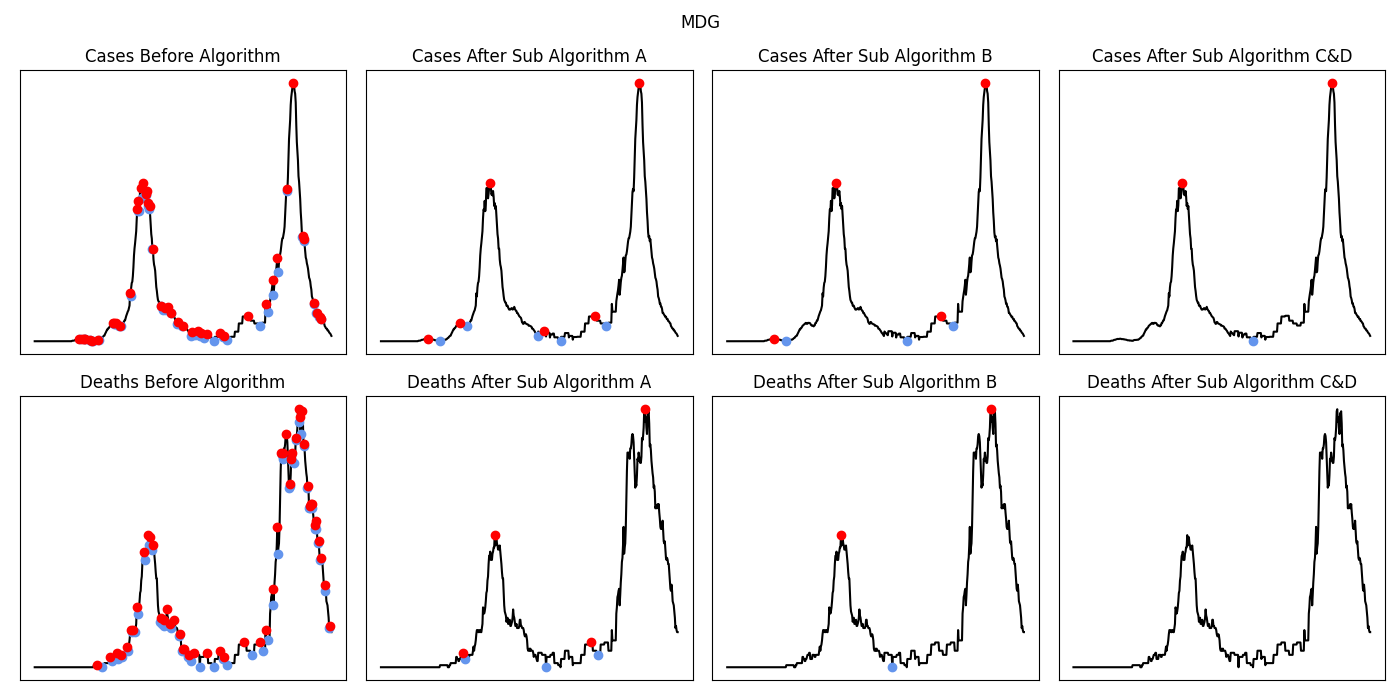 MDG
Cases Before Algorithm
Cases After Sub Algorithm A
Cases After Sub Algorithm B
Cases After Sub Algorithm C&D
Deaths Before Algorithm
Deaths After Sub Algorithm A
Deaths After Sub Algorithm B
Deaths After Sub Algorithm C&D